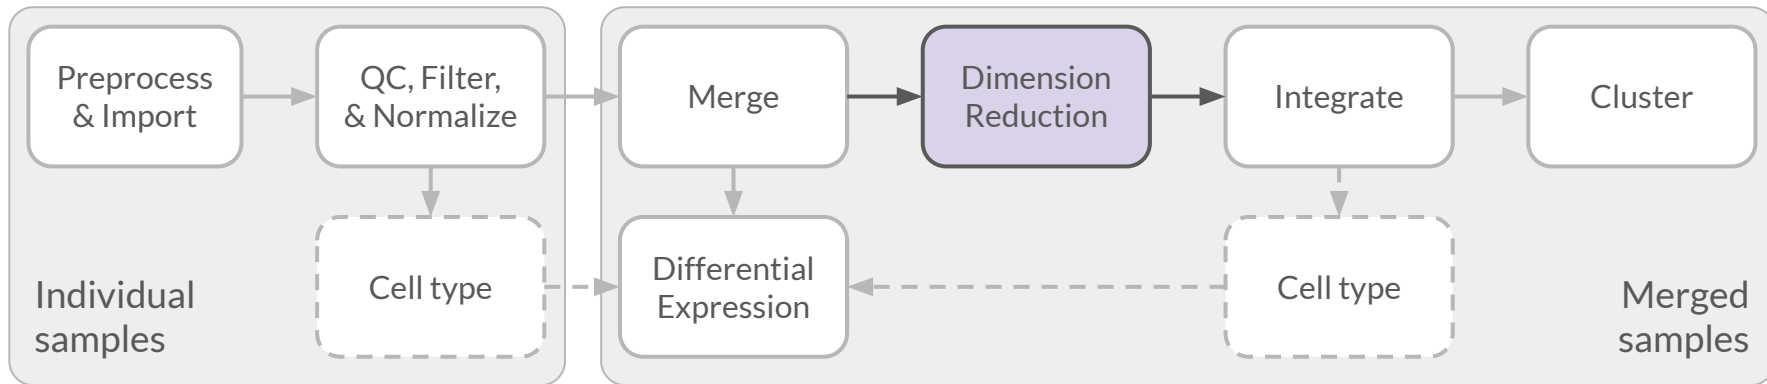 Preprocess
& Import
QC, Filter,
& Normalize
Merge
Dimension
Reduction
Integrate
Cluster
Cell type
Differential
Expression
Cell type
Individual
samples
Merged
samples